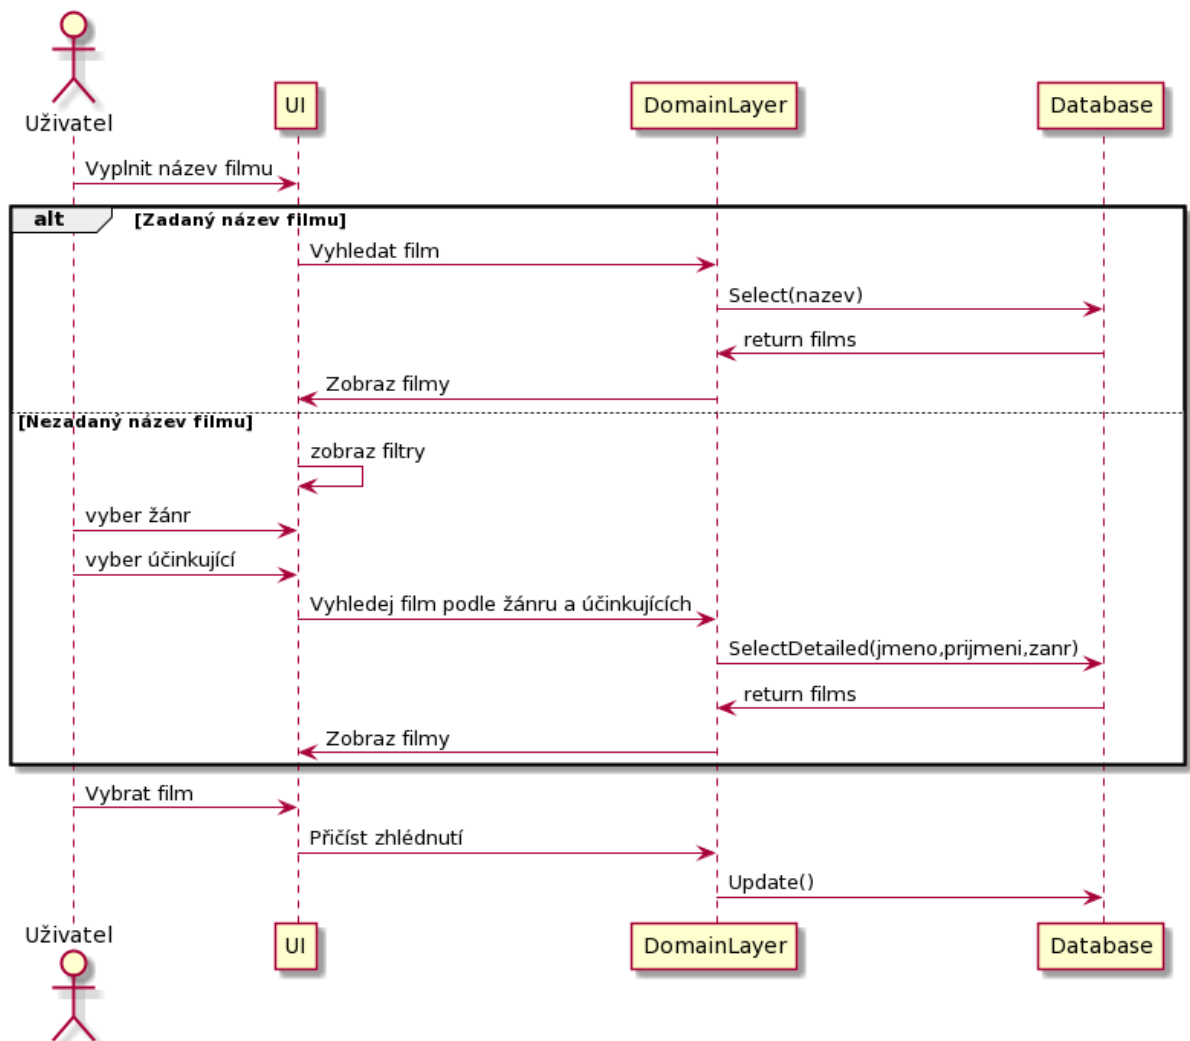 Uživatel
UI
DomainLayer
Database
Vyplnit název filmu
alt
[Zadaný název filmu]
Vyhledat film
Select(nazev)
return films
Zobraz filmy
[Nezadaný název filmu]
zobraz filtry
vyber žánr
vyber účinkující
Vyhledej film podle žánru a účinkujících
SelectDetailed(jmeno,prijmeni,zanr)
return films
Zobraz filmy
Vybrat film
Přičíst zhlédnutí
Update()
Uživatel
UI
DomainLayer
Database